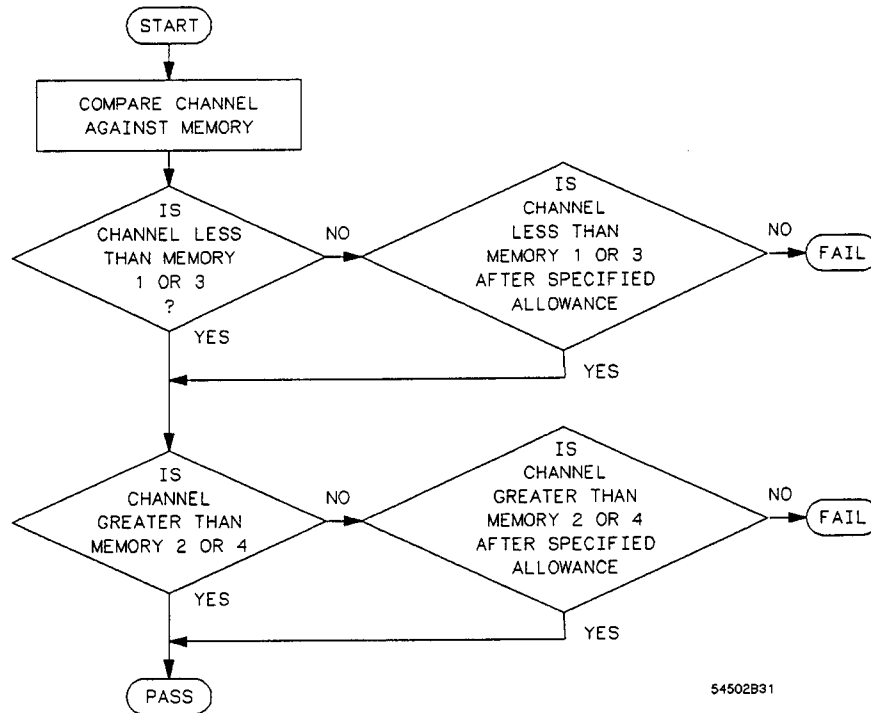 START
COMPARE CHANNEL
AGAINST MEMORY
IS
CHANNEL LESS
THAN MEMORY
1 OR 3
?
NO
IS
CHANNEL
LESS THAN
MEMORY 1 OR 3
AFTER SPECIFIED
ALLOWANCE
NO
FAIL
YES
YES
IS
CHANNEL
GREATER THAN
MEMORY 2 OR 4
NO
IS
CHANNEL
GREATER THAN
MEMORY 2 OR 4
AFTER SPECIFIED
ALLOWANCE
NO
FAIL
YES
YES
PASS
54502B31